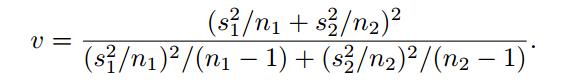 v = \frac{(s_1^2/n_1 + s_2^2/n_2)^2}{(s_1^2/n_1)^2/(n_1 - 1) + (s_2^2/n_2)^2/(n_2 - 1)}.